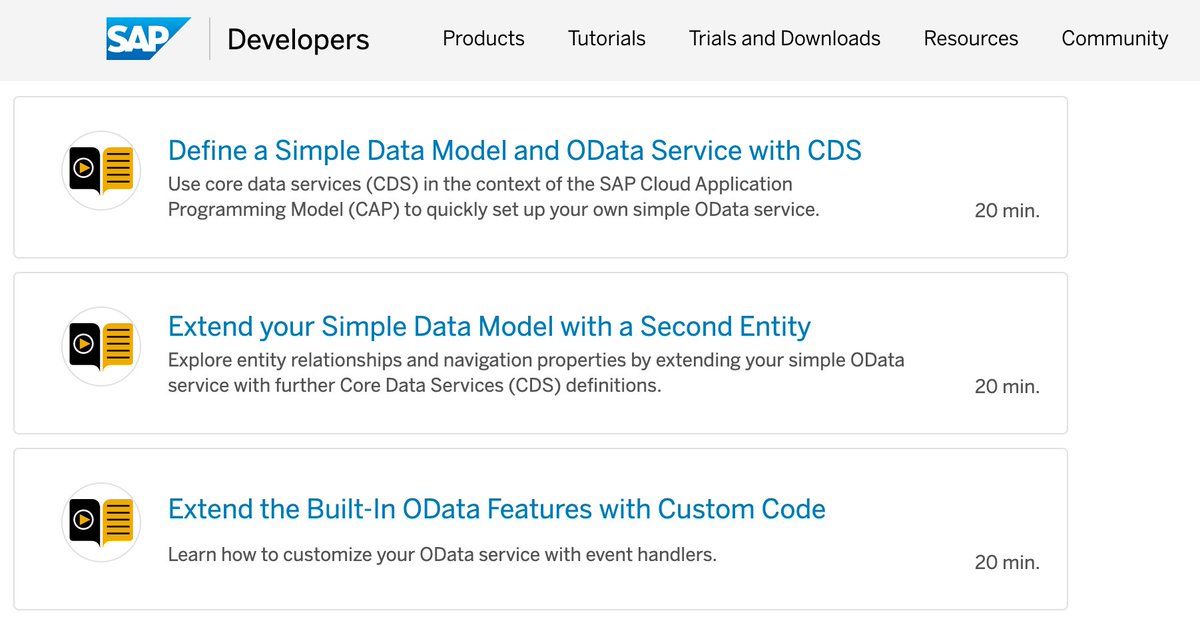 SAP Developers Products Tutorials Trials and Downloads Resources Community
Define a Simple Data Model and OData Service with CDS
Use core data services (CDS) in the context of the SAP Cloud Application
Programming Model (CAP) to quickly set up your own simple OData service.
20 min.
Extend your Simple Data Model with a Second Entity
Explore entity relationships and navigation properties by extending your simple OData
service with further Core Data Services (CDS) definitions.
20 min.
Extend the Built-In OData Features with Custom Code
Learn how to customize your OData service with event handlers.
20 min.